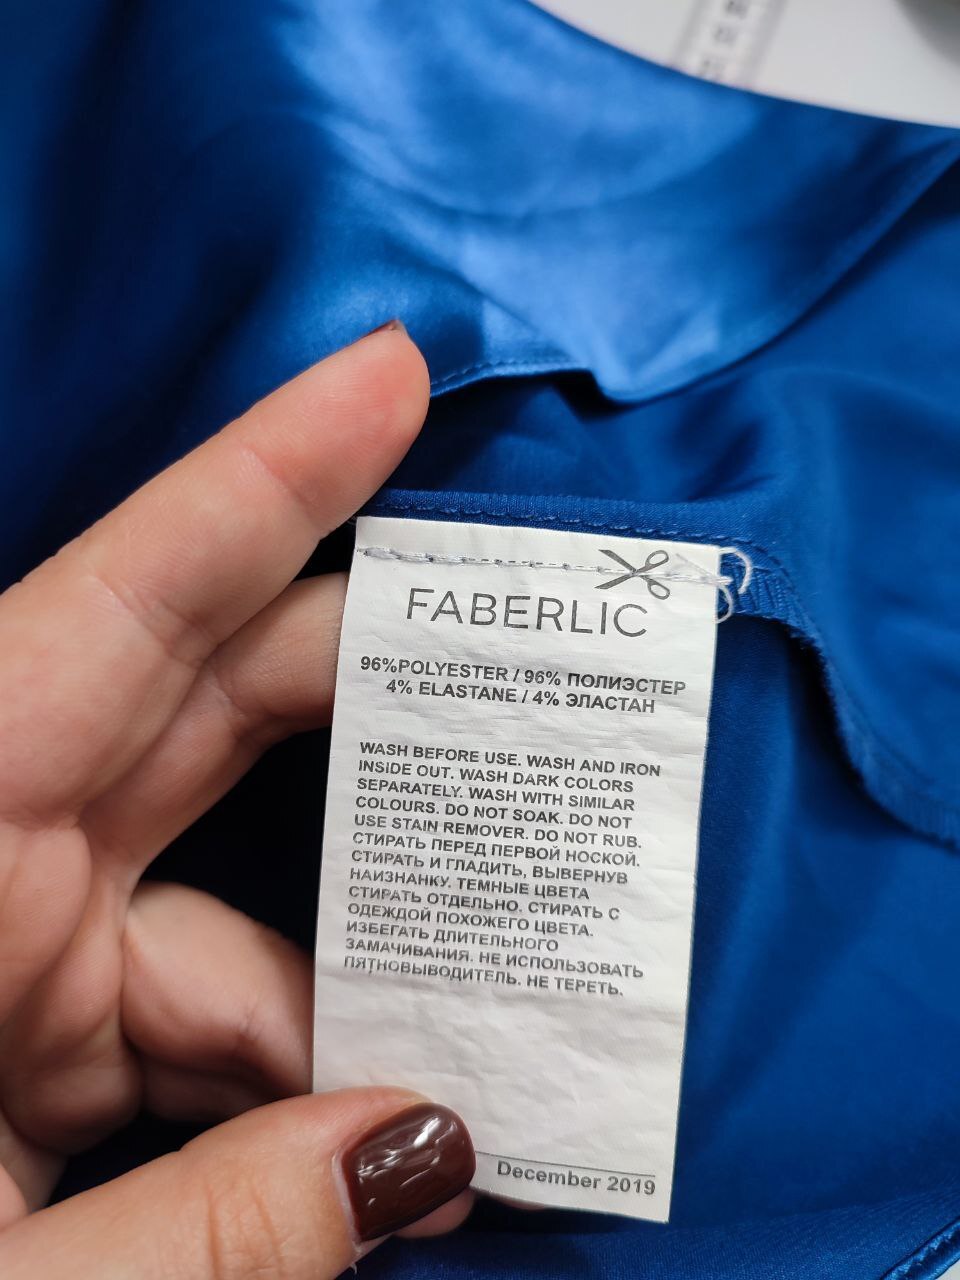 FABERLIC
96%POLYESTER / 96% ПОЛИЭСТЕР
4% ELASTANE / 4% ЭЛАСТАН
WASH BEFORE USE. WASH AND IRON
INSIDE OUT. WASH DARK COLORS
SEPARATELY. WASH WITH SIMILAR
COLOURS. DO NOT SOAK. DO NOT
USE STAIN REMOVER. DO NOT RUB.
СТИРАТЬ ПЕРЕД ПЕРВОЙ НОСКОЙ.
СТИРАТЬ И ГЛАДИТЬ, ВЫВЕРНУВ
НАИЗНАНКУ. ТЕМНЫЕ ЦВЕТА
СТИРАТЬ ОТДЕЛЬНО. СТИРАТЬ С
ОДЕЖДОЙ ПОХОЖЕГО ЦВЕТА.
ИЗБЕГАТЬ ДЛИТЕЛЬНОГО
ЗАМАЧИВАНИЯ. НЕ ИСПОЛЬЗОВАТЬ
ПЯТНОВЫВОДИТЕЛЬ. НЕ ТЕРЕТЬ.
December 2019